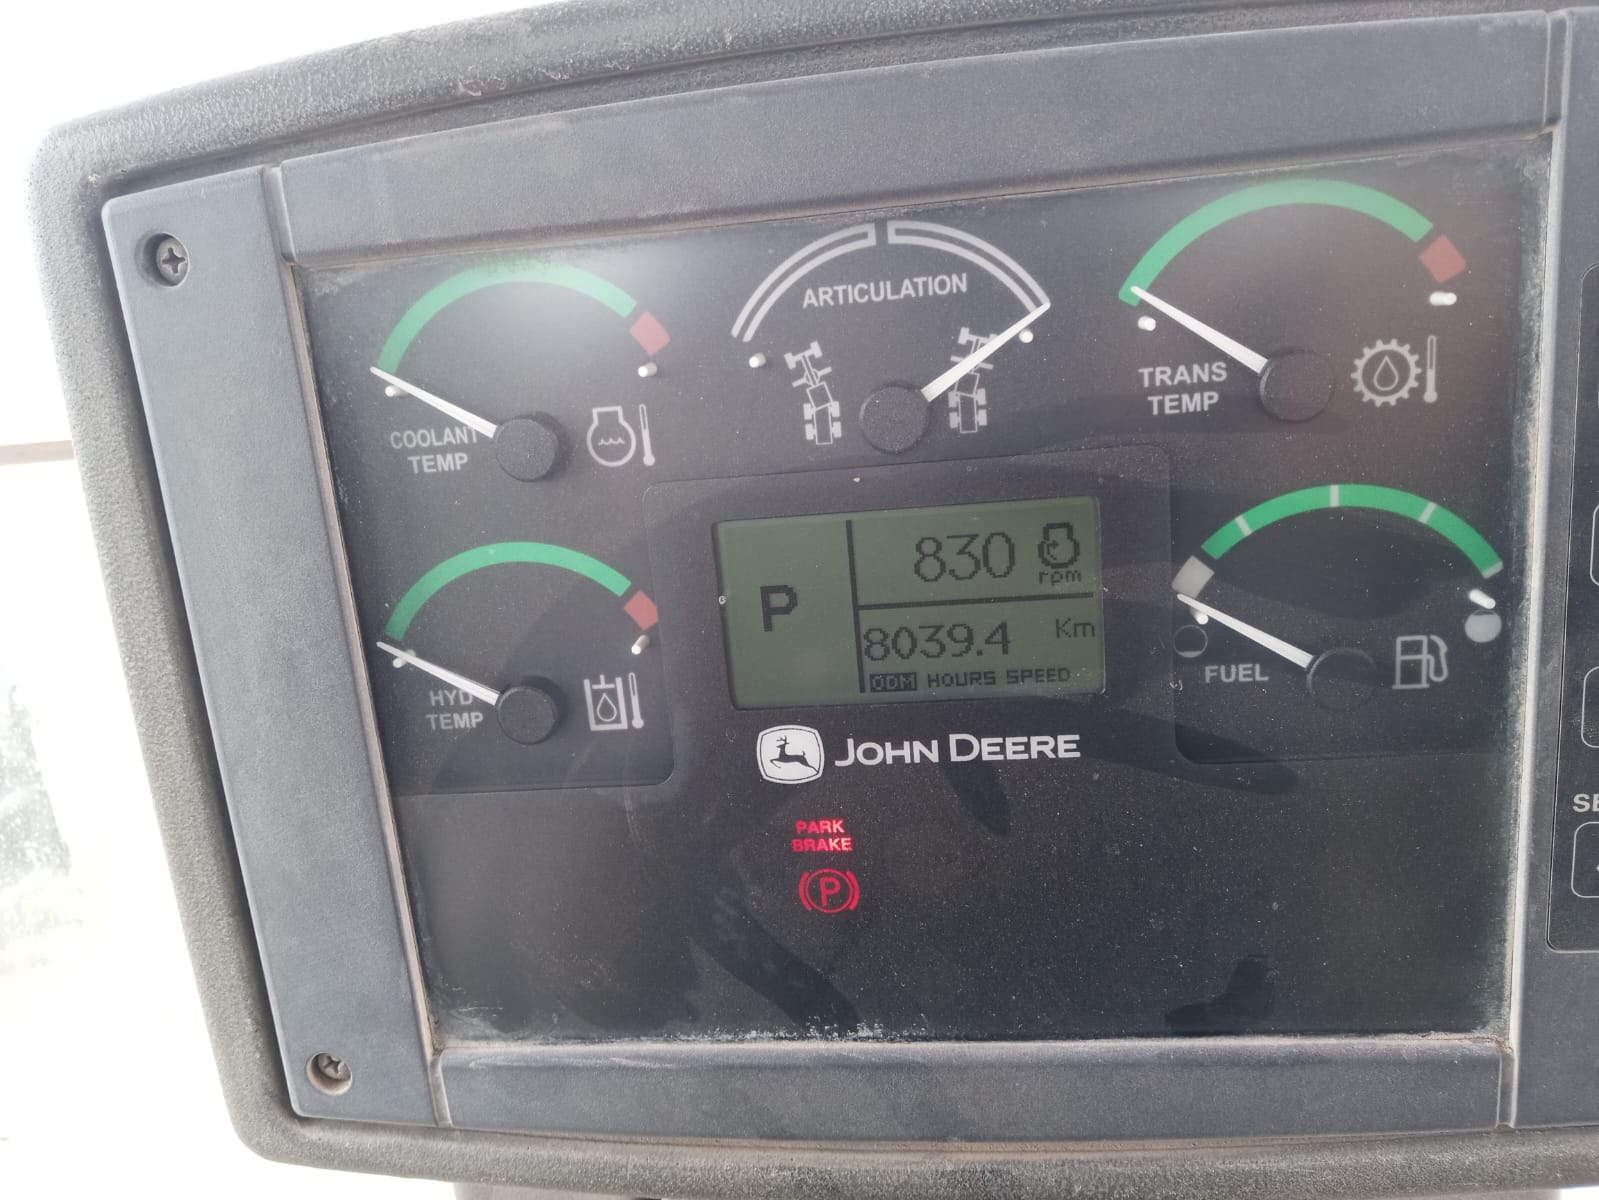 ARTICULATION
COOLANT
TEMP
TRANS
TEMP
830 rpm
P
8039.4 Km
ODM HOURS SPEED
HYD
TEMP
FUEL
JOHN DEERE
PARK
BRAKE
P
SE